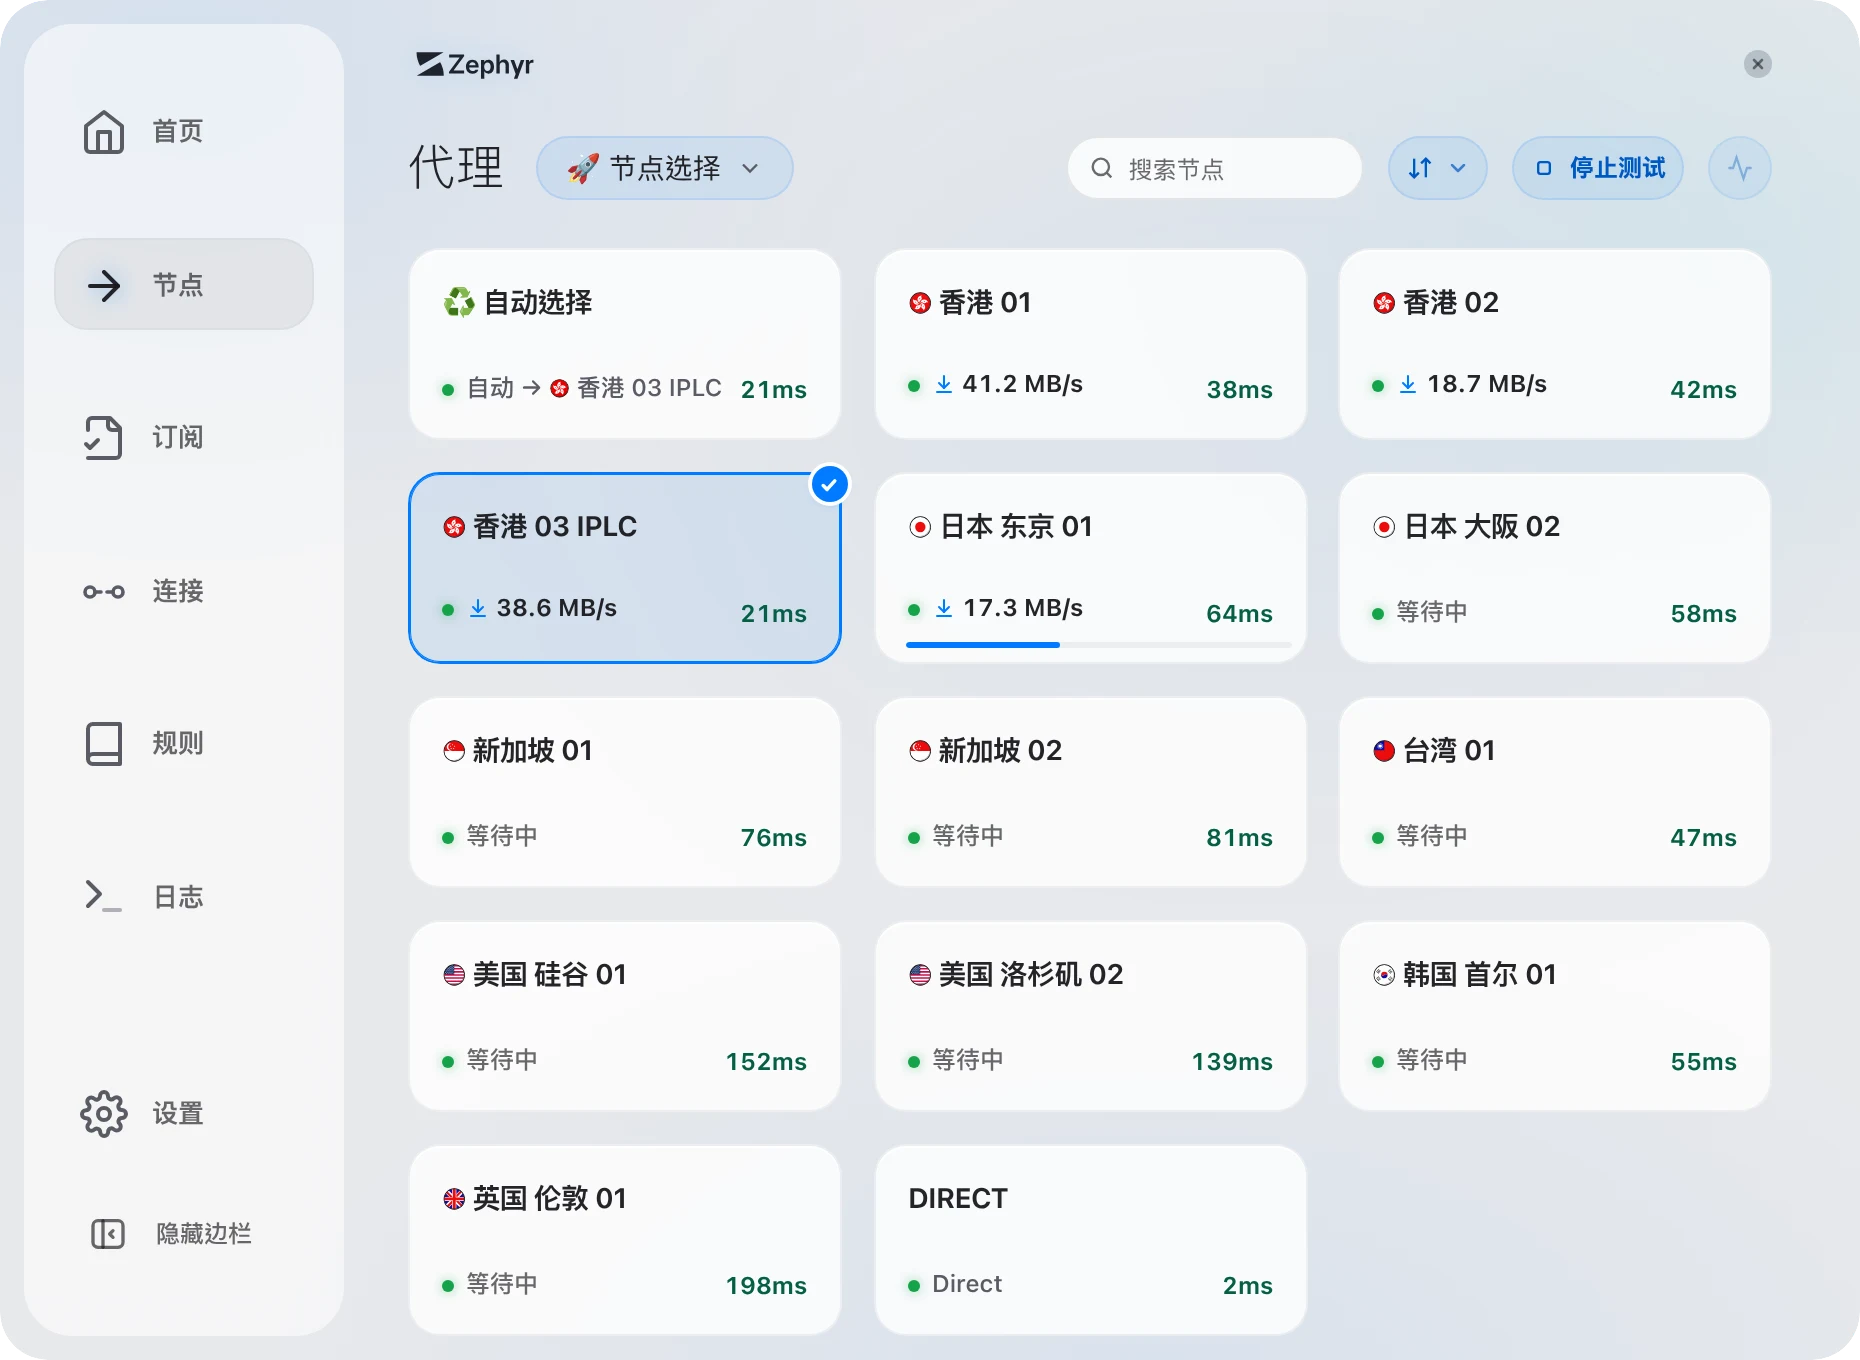 Zephyr
首页
节点
订阅
连接
规则
日志
设置
隐藏边栏
代理
🚀 节点选择
搜索节点
停止测试
♻️ 自动选择
自动 → 🇭🇰 香港 03 IPLC 21ms
🇭🇰 香港 01
41.2 MB/s 38ms
🇭🇰 香港 02
18.7 MB/s 42ms
🇭🇰 香港 03 IPLC
38.6 MB/s 21ms
🇯🇵 日本 东京 01
17.3 MB/s 64ms
🇯🇵 日本 大阪 02
等待中 58ms
🇸🇬 新加坡 01
等待中 76ms
🇸🇬 新加坡 02
等待中 81ms
🇹🇼 台湾 01
等待中 47ms
🇺🇸 美国 硅谷 01
等待中 152ms
🇺🇸 美国 洛杉矶 02
等待中 139ms
🇰🇷 韩国 首尔 01
等待中 55ms
🇬🇧 英国 伦敦 01
等待中 198ms
DIRECT
Direct 2ms